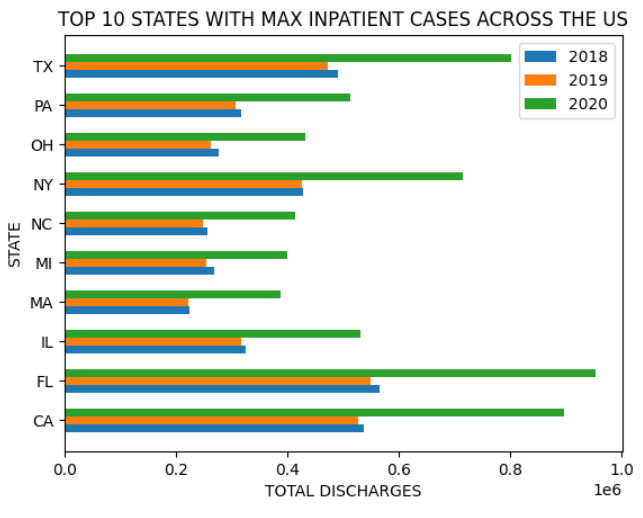 TOP 10 STATES WITH MAX INPATIENT CASES ACROSS THE US
2018
2019
2020
TX
PA
OH
NY
NC
MI
MA
IL
FL
CA
STATE
0.0 0.2 0.4 0.6 0.8 1.0
1e6
TOTAL DISCHARGES